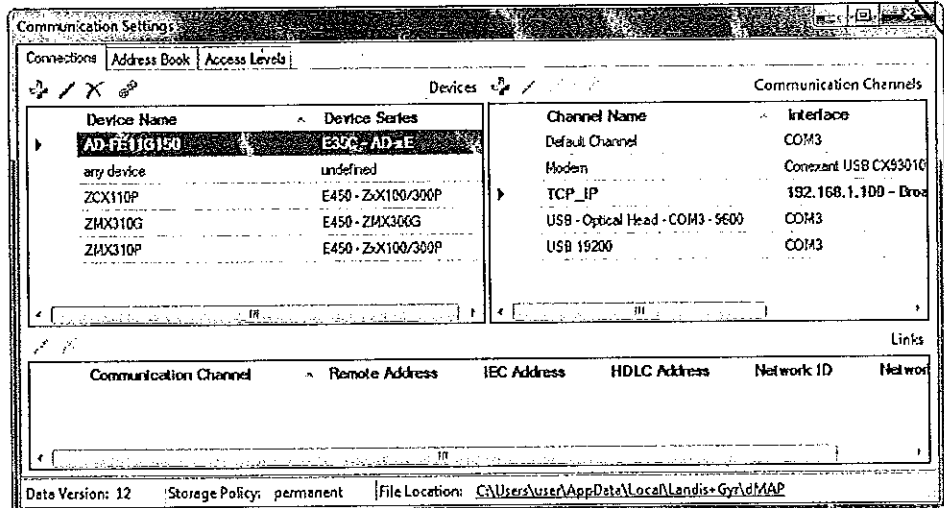 Communication Settings
Connections Address Book Access Levels
Devices
Communication Channels
Device Name Device Series
AD-FE11G150 E35C - AD-xE
any device undefined
ZCX110P E450 - ZxX100/300P
ZMX310G E450 - ZMX300G
ZMX310P E450 - ZxX100/300P
Channel Name Interface
Default Channel COM3
Modem Conexant USB CX93010
TCP_IP 192.168.1.100 - Broa
USB - Optical Head - COM3 - 9600 COM3
USB 19200 COM3
Links
Communication Channel Remote Address IEC Address HDLC Address Network ID Networ
Data Version: 12 Storage Policy: permanent File Location: C:\Users\user\AppData\Local\Landis+Gyr\dMAP